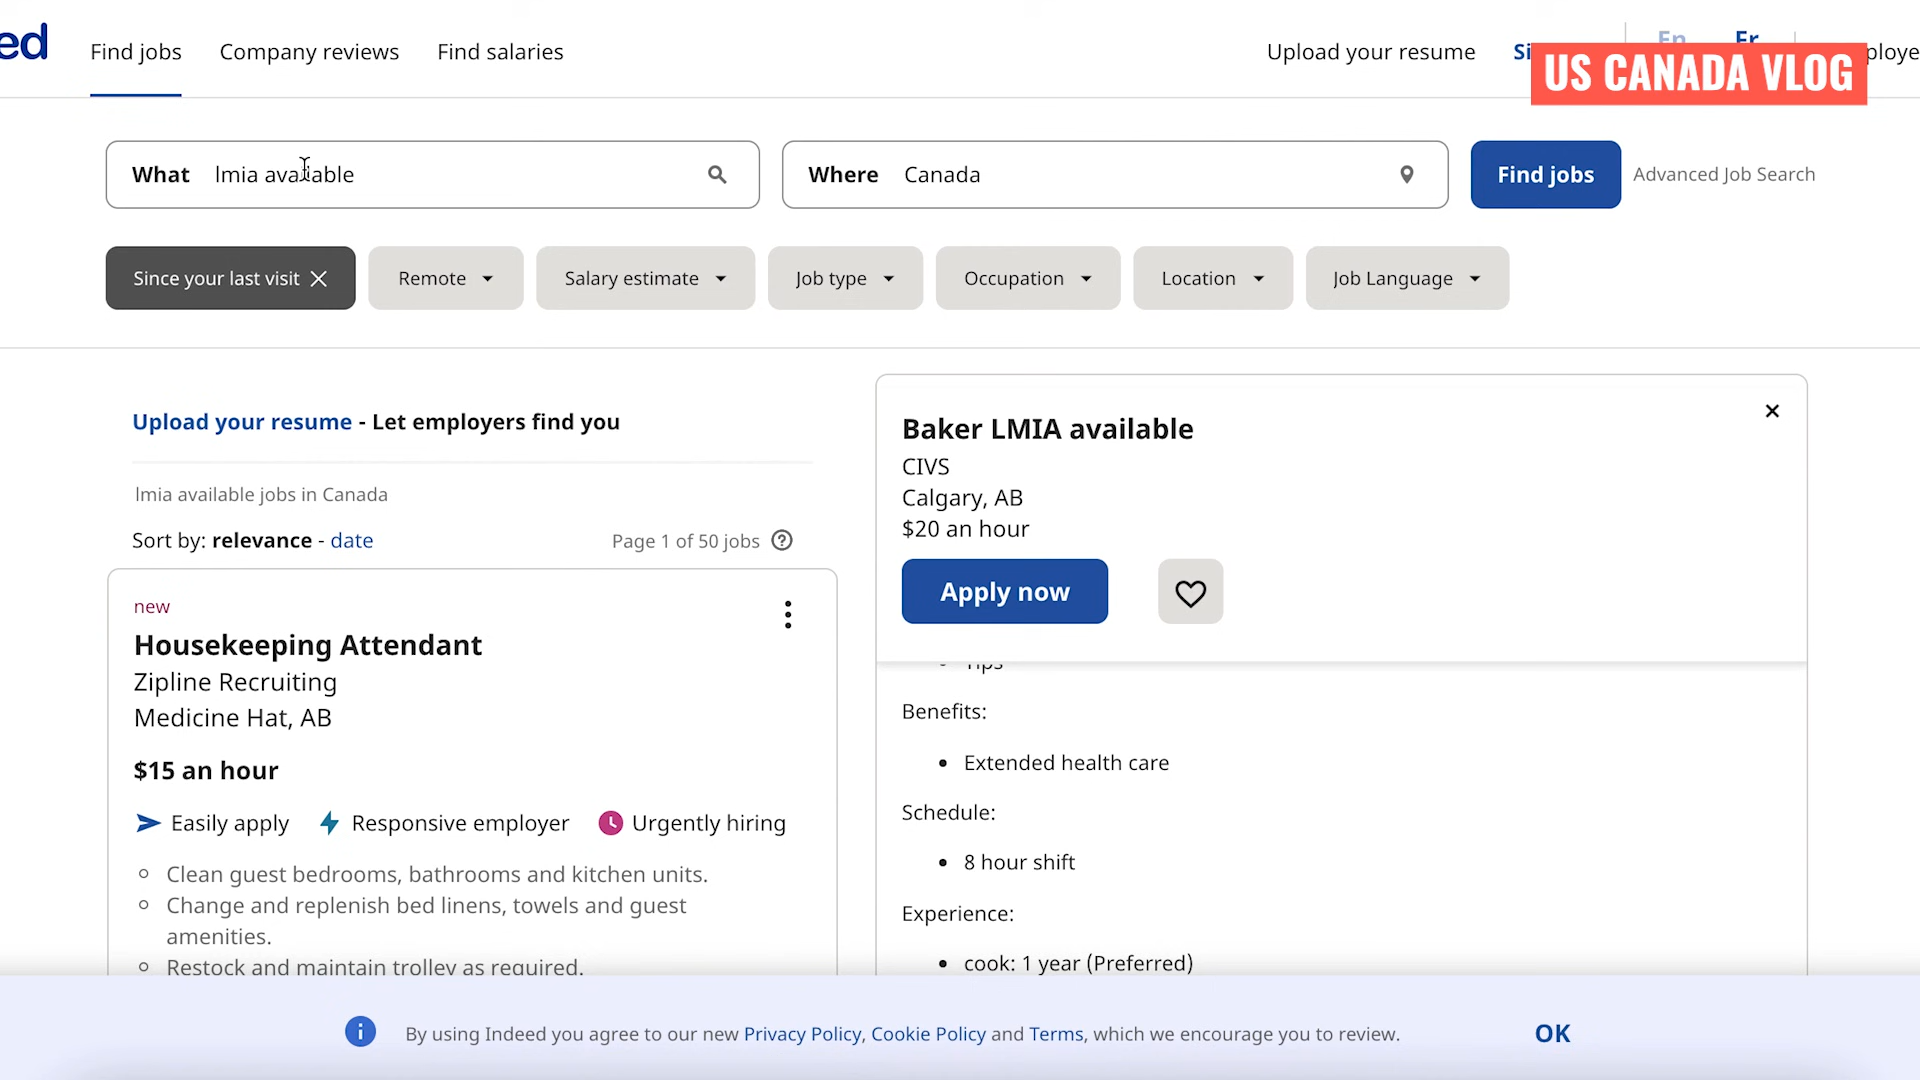 ed
Find jobs
Company reviews
Find salaries
Upload your resume
En
Fr
US CANADA VLOG
What
lmia available
Where
Canada
Find jobs
Advanced Job Search
Since your last visit
Remote
Salary estimate
Job type
Occupation
Location
Job Language
Upload your resume - Let employers find you
lmia available jobs in Canada
Sort by: relevance - date
Page 1 of 50 jobs
new
Housekeeping Attendant
Zipline Recruiting
Medicine Hat, AB
$15 an hour
Easily apply
Responsive employer
Urgently hiring
Clean guest bedrooms, bathrooms and kitchen units.
Change and replenish bed linens, towels and guest
amenities.
Restock and maintain trolley as required.
Baker LMIA available
CIVS
Calgary, AB
$20 an hour
Apply now
Tips
Benefits:
Extended health care
Schedule:
8 hour shift
Experience:
cook: 1 year (Preferred)
By using Indeed you agree to our new Privacy Policy, Cookie Policy and Terms, which we encourage you to review.
OK